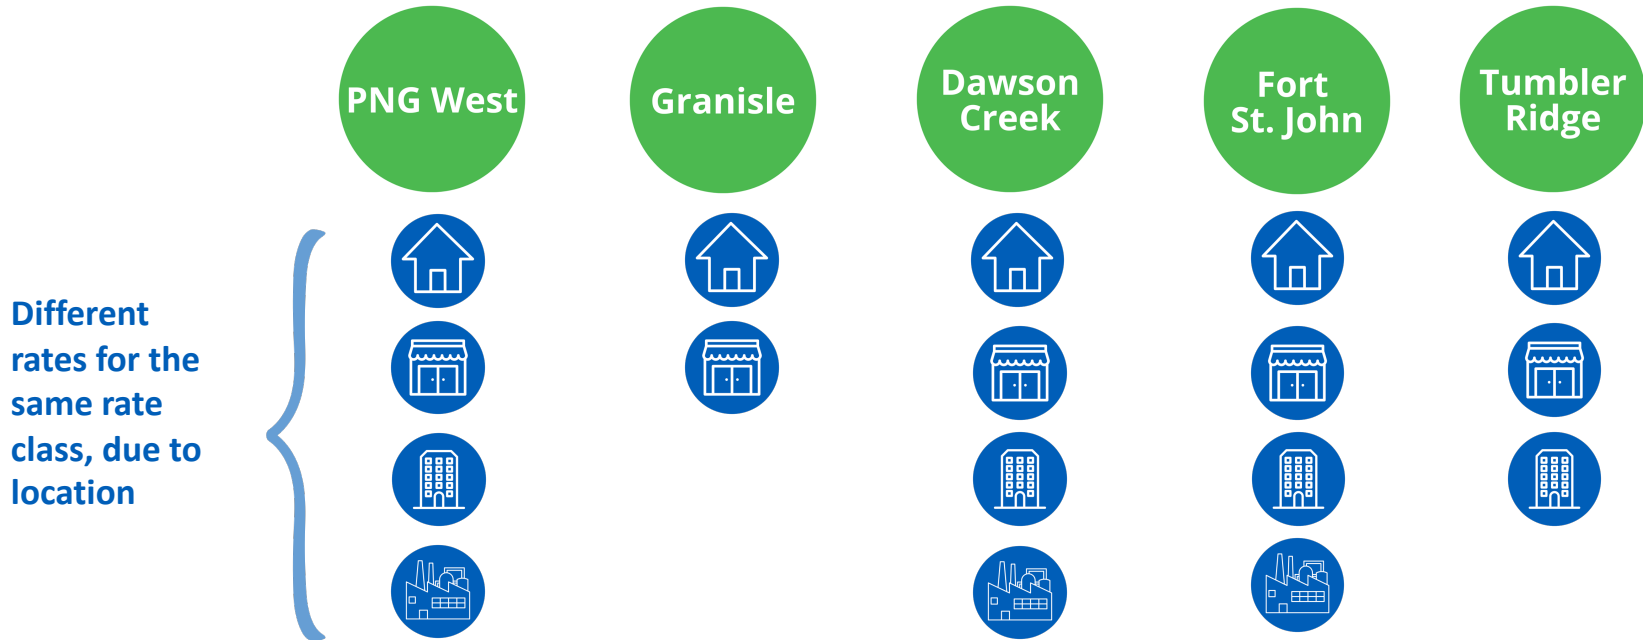 PNG West
Granisle
Dawson
Creek
Fort
St. John
Tumbler
Ridge
Different
rates for the
same rate
class, due to
location